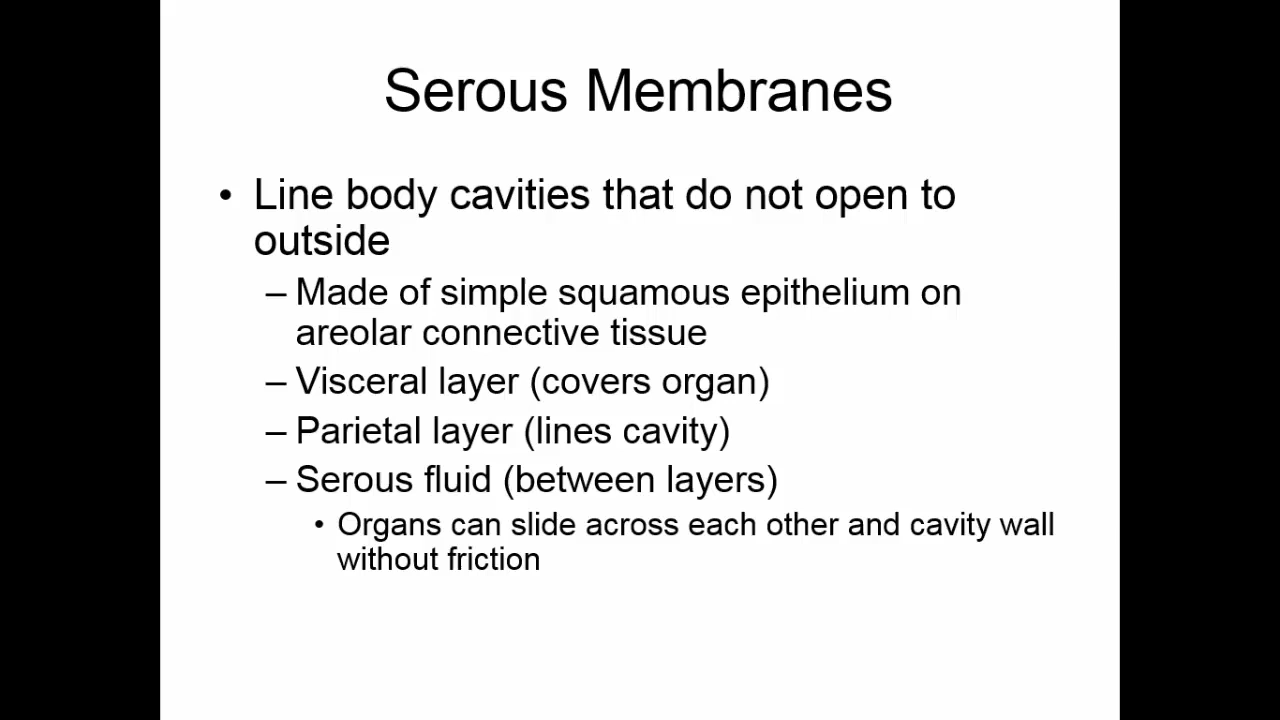 Serous Membranes
• Line body cavities that do not open to
outside
– Made of simple squamous epithelium on
areolar connective tissue
– Visceral layer (covers organ)
– Parietal layer (lines cavity)
– Serous fluid (between layers)
• Organs can slide across each other and cavity wall
without friction